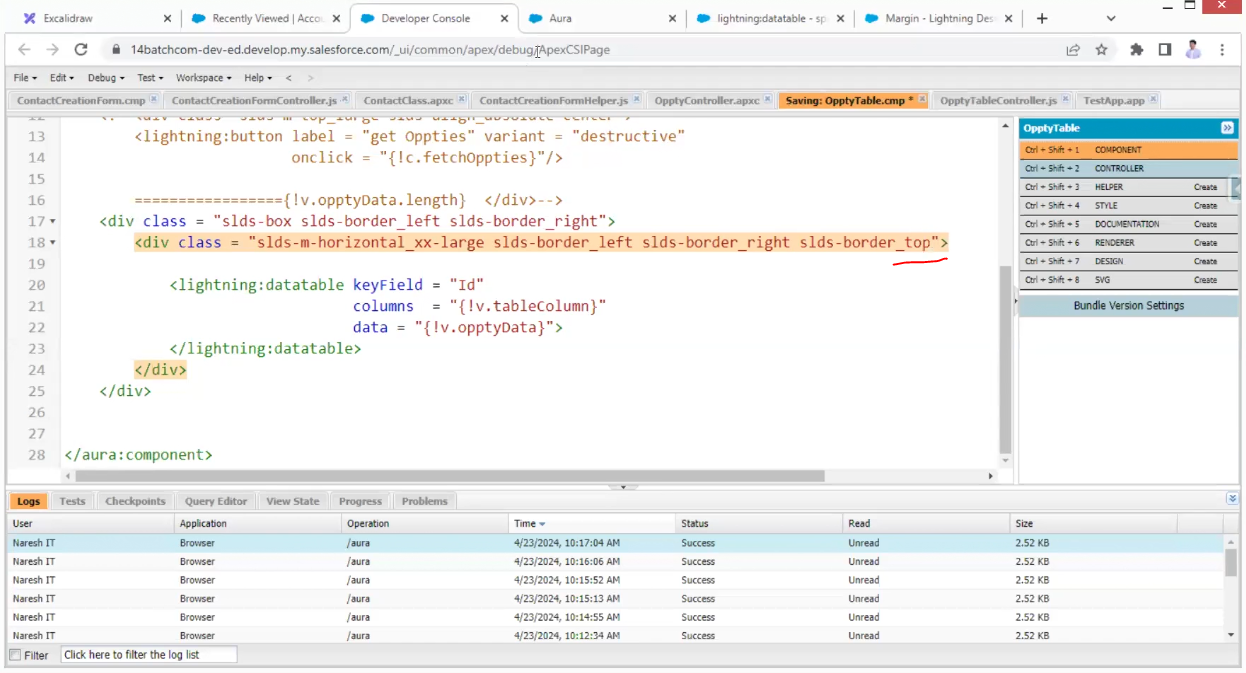 Excalidraw
Recently Viewed | Accou
Developer Console
Aura
lightning:datatable - sp
Margin - Lightning Des
14batchcom-dev-ed.develop.my.salesforce.com/_ui/common/apex/debug/ApexCSIPage
File Edit Debug Test Workspace Help < >
ContactCreationForm.cmp ContactCreationFormController.js ContactClass.apxc ContactCreationFormHelper.js OpptyController.apxc Saving: OpptyTable.cmp * OpptyTableController.js TestApp.app
13 <lightning:button label = "get Oppties" variant = "destructive"
14 onclick = "{!c.fetchOppties}"/>
15
16 ================={!v.opptyData.length} </div>-->
17 <div class = "slds-box slds-border_left slds-border_right">
18 <div class = "slds-m-horizontal_xx-large slds-border_left slds-border_right slds-border_top">
19
20 <lightning:datatable keyField = "Id"
21 columns = "{!v.tableColumn}"
22 data = "{!v.opptyData}">
23 </lightning:datatable>
24 </div>
25 </div>
26
27
28 </aura:component>
OpptyTable
Ctrl + Shift + 1 COMPONENT
Ctrl + Shift + 2 CONTROLLER
Ctrl + Shift + 3 HELPER Create
Ctrl + Shift + 4 STYLE Create
Ctrl + Shift + 5 DOCUMENTATION Create
Ctrl + Shift + 6 RENDERER Create
Ctrl + Shift + 7 DESIGN Create
Ctrl + Shift + 8 SVG Create
Bundle Version Settings
Logs Tests Checkpoints Query Editor View State Progress Problems
User Application Operation Time Status Read Size
Naresh IT Browser /aura 4/23/2024, 10:17:04 AM Success Unread 2.52 KB
Naresh IT Browser /aura 4/23/2024, 10:16:06 AM Success Unread 2.52 KB
Naresh IT Browser /aura 4/23/2024, 10:15:52 AM Success Unread 2.52 KB
Naresh IT Browser /aura 4/23/2024, 10:15:13 AM Success Unread 2.52 KB
Naresh IT Browser /aura 4/23/2024, 10:14:55 AM Success Unread 2.52 KB
Naresh IT Browser /aura 4/23/2024, 10:12:34 AM Success Unread 2.52 KB
Filter Click here to filter the log list